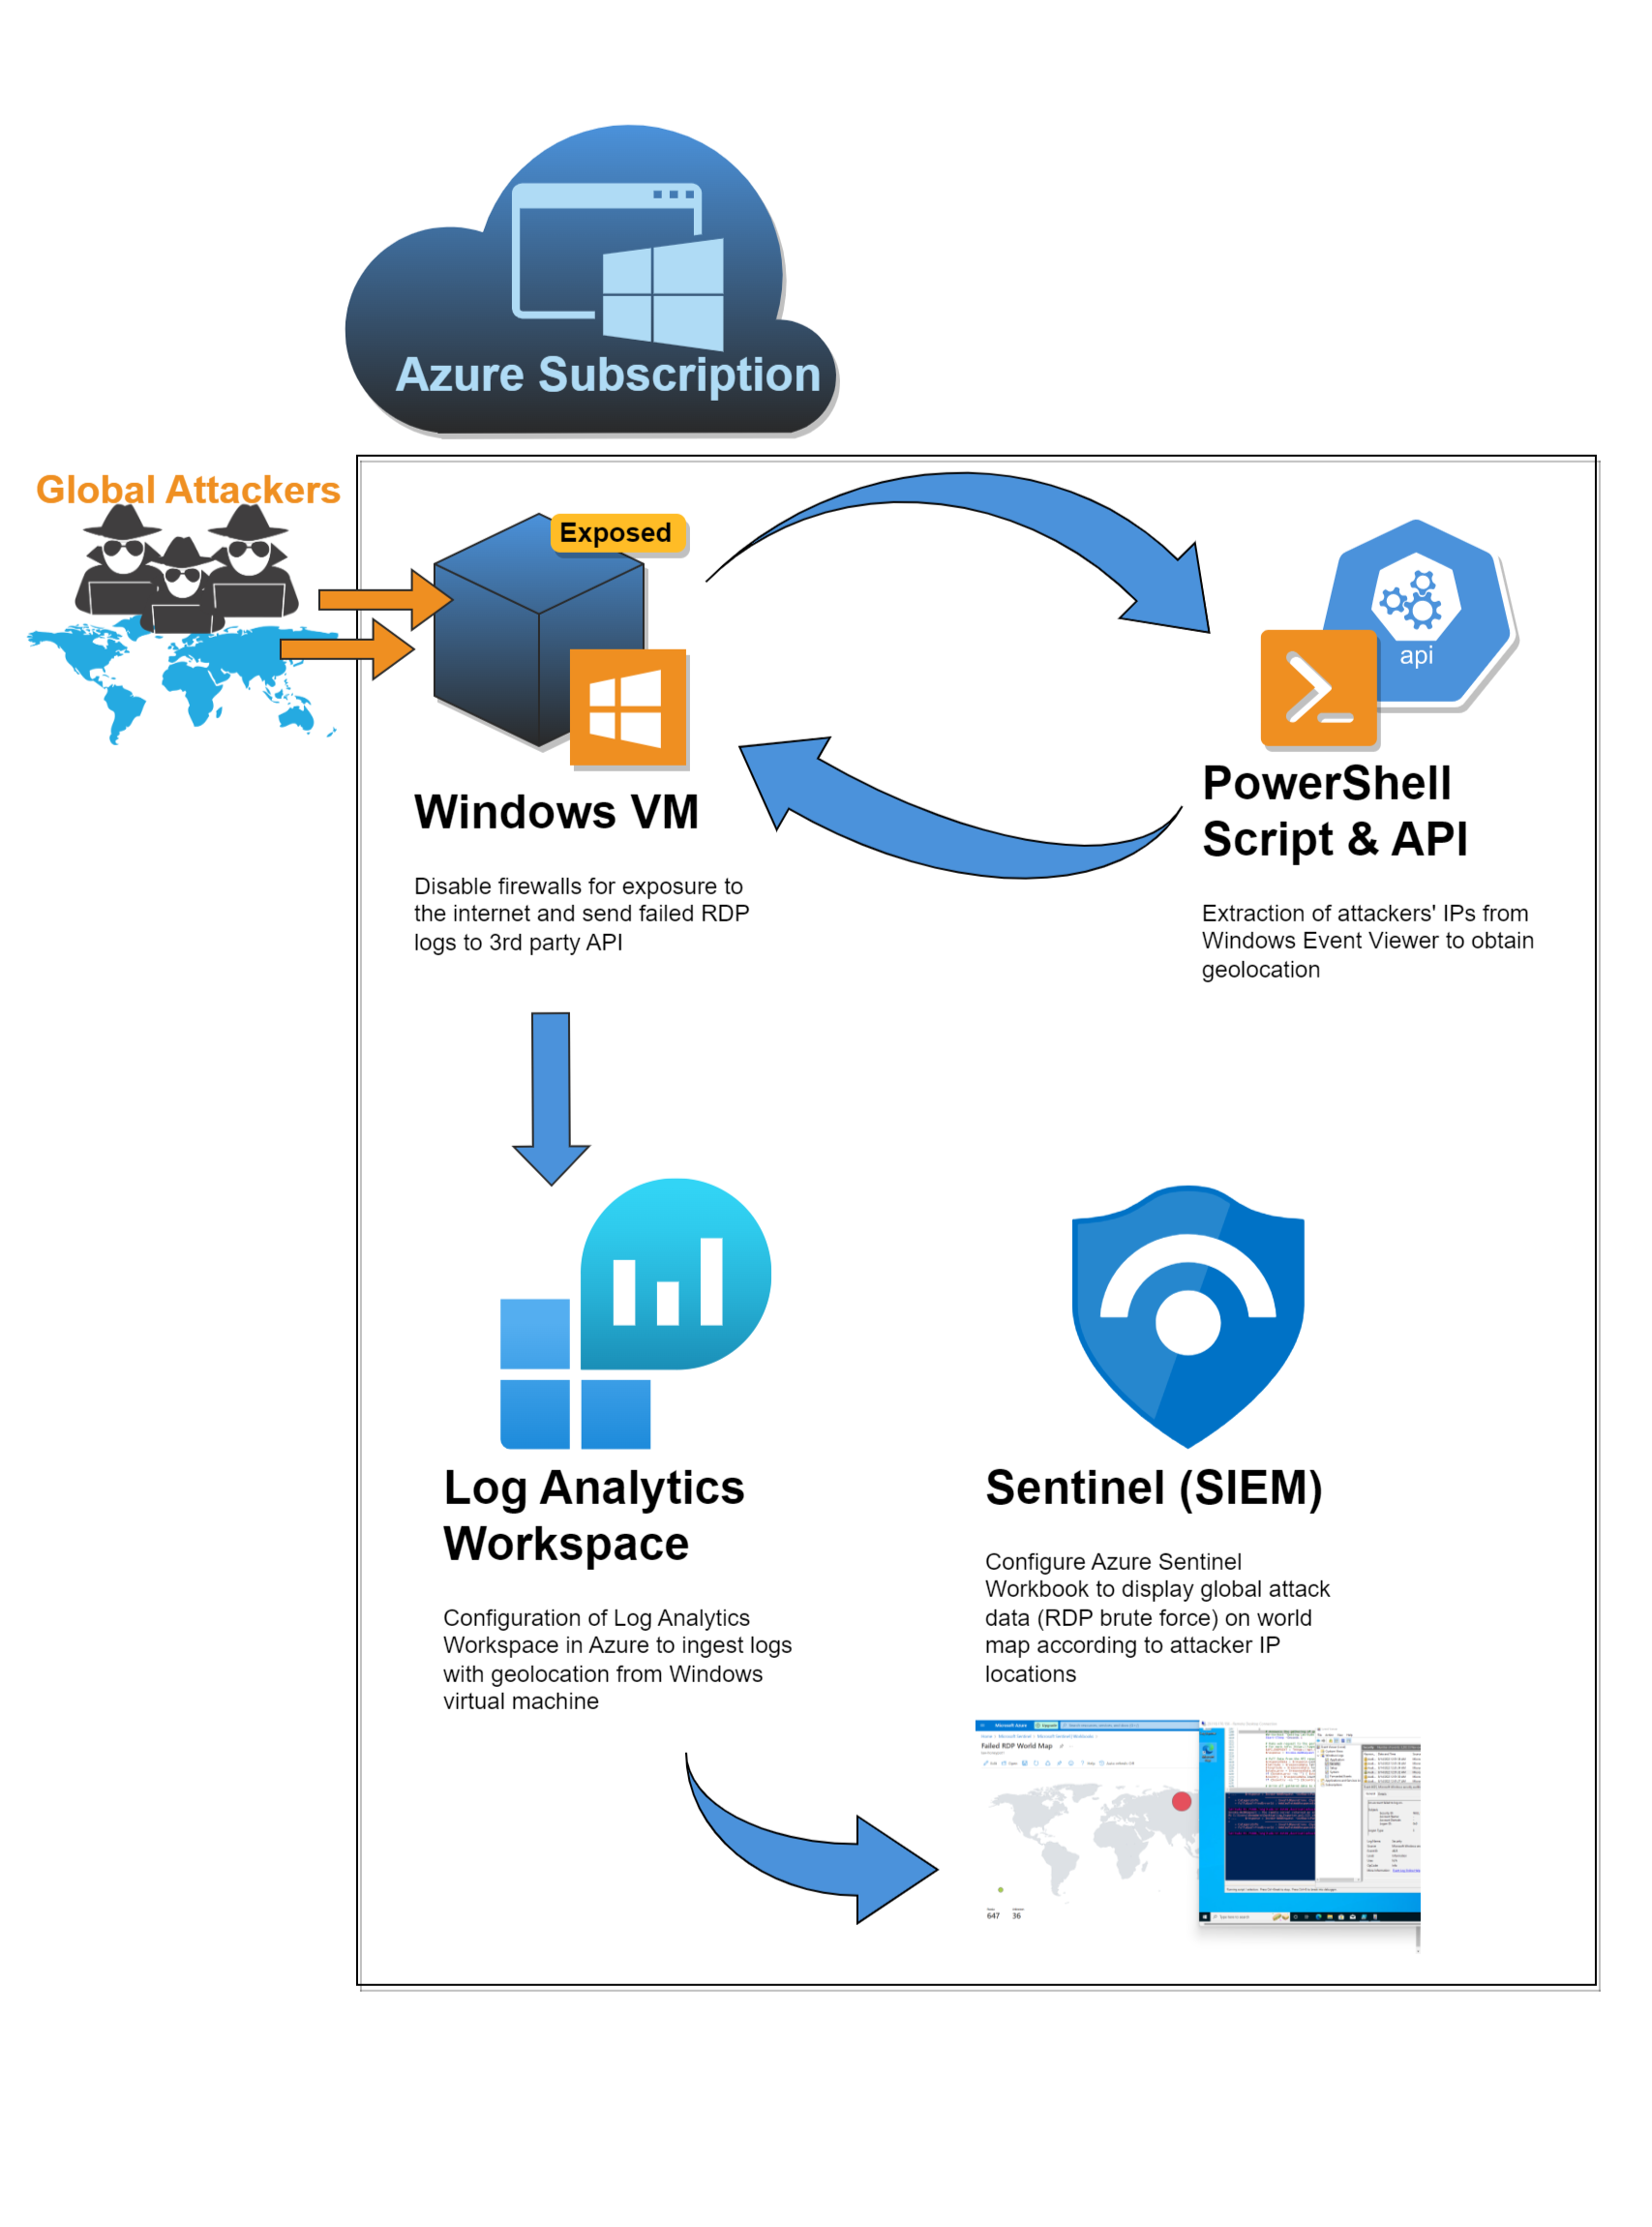 Azure Subscription
Global Attackers
Exposed
api
Windows VM
Disable firewalls for exposure to
the internet and send failed RDP
logs to 3rd party API
PowerShell
Script & API
Extraction of attackers' IPs from
Windows Event Viewer to obtain
geolocation
Log Analytics
Workspace
Configuration of Log Analytics
Workspace in Azure to ingest logs
with geolocation from Windows
virtual machine
Sentinel (SIEM)
Configure Azure Sentinel
Workbook to display global attack
data (RDP brute force) on world
map according to attacker IP
locations
Microsoft Azure
Failed RDP World Map
647 36